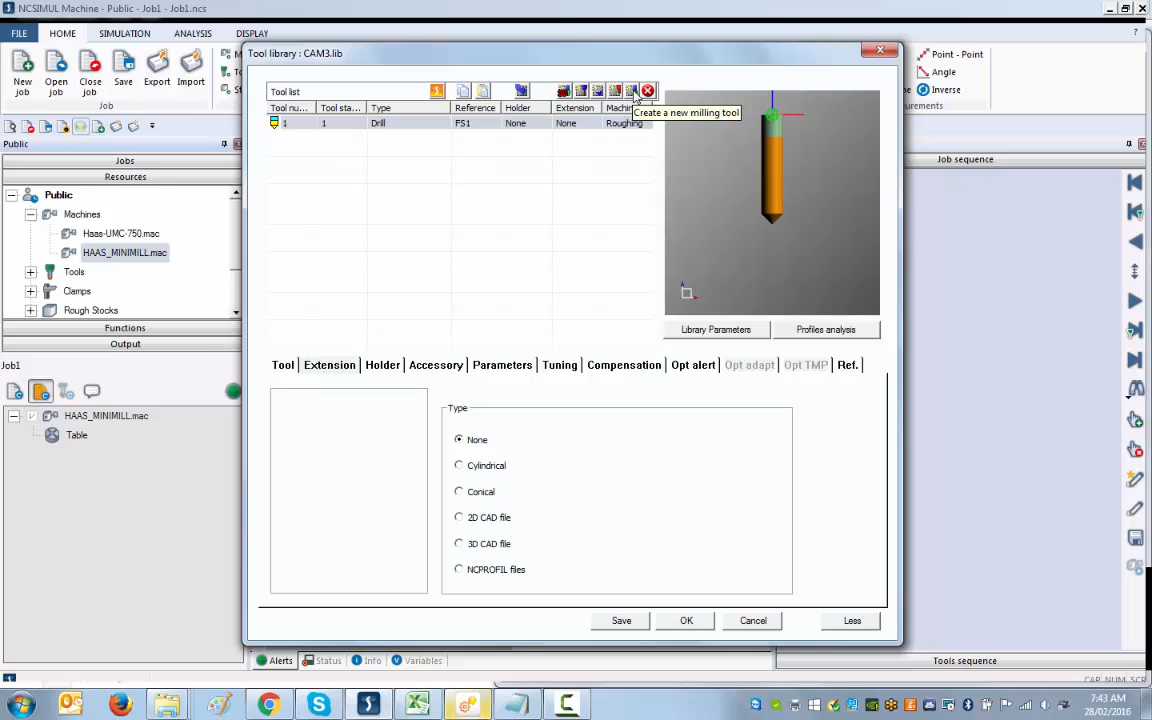 NCSIMUL Machine - Public - Job1 - Job1.ncs
FILE HOME SIMULATION ANALYSIS DISPLAY ?
New job
Open job
Close job
Save
Export
Import
Job
Point - Point
Angle
Inverse
urements
Public
Jobs
Resources
Public
Machines
Haas-UMC-750.mac
HAAS_MINIMILL.mac
Tools
Clamps
Rough Stocks
Functions
Output
Job1
HAAS_MINIMILL.mac
Table
Tool library : CAM3.lib
Tool list
Tool nu... Tool sta... Type Reference Holder Extension Machin
1 1 Drill FS1 None None Roughing
Create a new milling tool
Library Parameters Profiles analysis
Tool Extension Holder Accessory Parameters Tuning Compensation Opt alert Opt adapt Opt TMP Ref.
Type
None
Cylindrical
Conical
2D CAD file
3D CAD file
NCPROFIL files
Save OK Cancel Less
Job sequence
Tools sequence
Alerts Status Info Variables
CAP NUM SCR
7:43 AM
28/02/2016